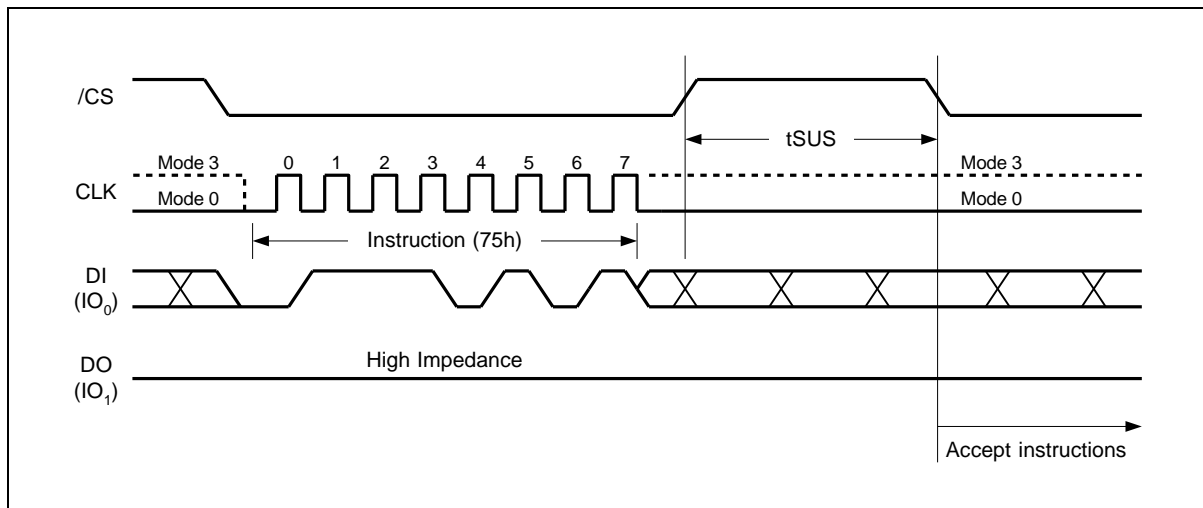 /CS
tSUS
Mode 3 0 1 2 3 4 5 6 7 Mode 3
CLK
Mode 0 Mode 0
Instruction (75h)
DI
(IO₀)
High Impedance
DO
(IO₁)
Accept instructions